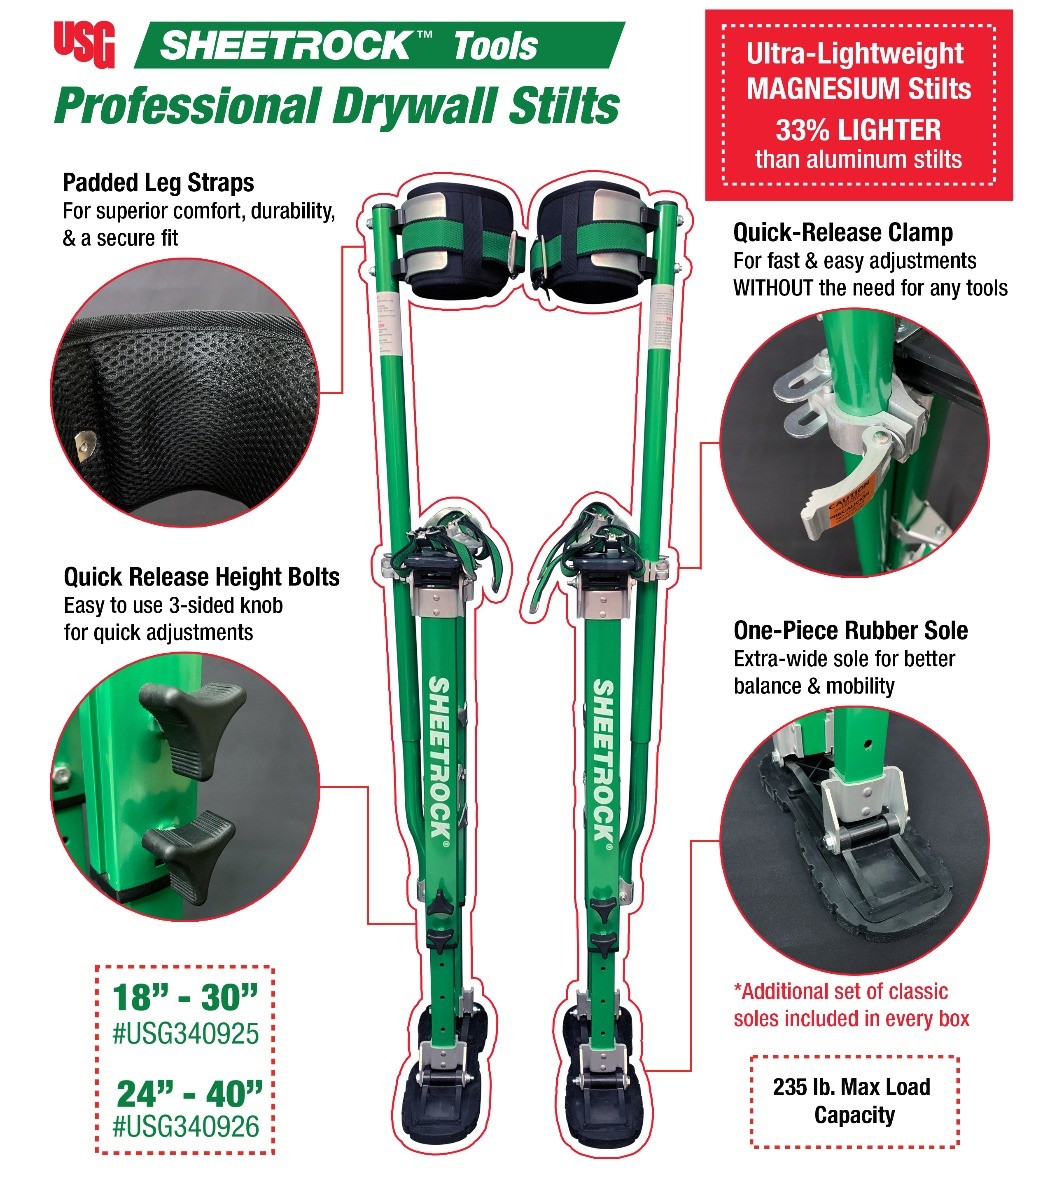 USG SHEETROCK™ Tools
Professional Drywall Stilts
Ultra-Lightweight
MAGNESIUM Stilts
33% LIGHTER
than aluminum stilts
Padded Leg Straps
For superior comfort, durability,
& a secure fit
Quick-Release Clamp
For fast & easy adjustments
WITHOUT the need for any tools
CAUTION
Quick Release Height Bolts
Easy to use 3-sided knob
for quick adjustments
One-Piece Rubber Sole
Extra-wide sole for better
balance & mobility
SHEETROCK®
SHEETROCK®
*Additional set of classic
soles included in every box
18” - 30”
#USG340925
24” - 40”
#USG340926
235 lb. Max Load
Capacity